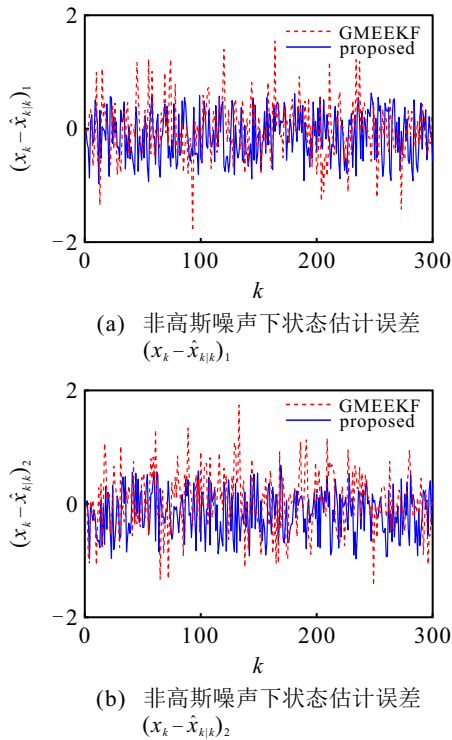 2
GMEEKF
proposed
0
−2
0
100
200
300
(x_k − x̂_{k|k})_1
k
(a) 非高斯噪声下状态估计误差
(x_k − x̂_{k|k})_1
2
GMEEKF
proposed
0
−2
0
100
200
300
(x_k − x̂_{k|k})_2
k
(b) 非高斯噪声下状态估计误差
(x_k − x̂_{k|k})_2